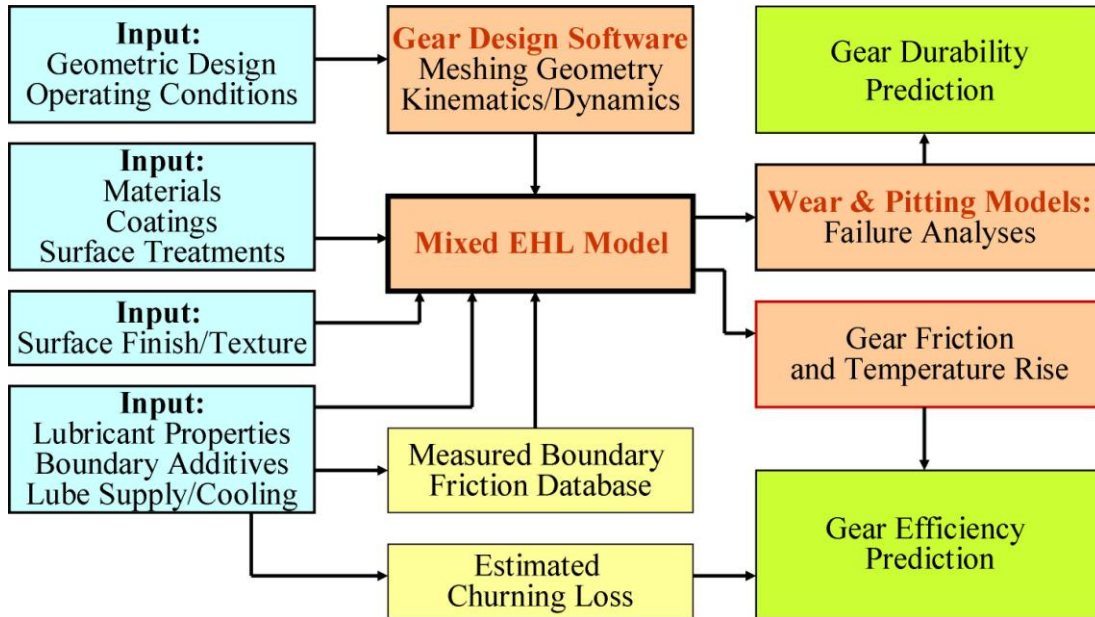 Input:
Geometric Design
Operating Conditions
Gear Design Software
Meshing Geometry
Kinematics/Dynamics
Gear Durability
Prediction
Input:
Materials
Coatings
Surface Treatments
Mixed EHL Model
Wear & Pitting Models:
Failure Analyses
Input:
Surface Finish/Texture
Gear Friction
and Temperature Rise
Input:
Lubricant Properties
Boundary Additives
Lube Supply/Cooling
Measured Boundary
Friction Database
Estimated
Churning Loss
Gear Efficiency
Prediction